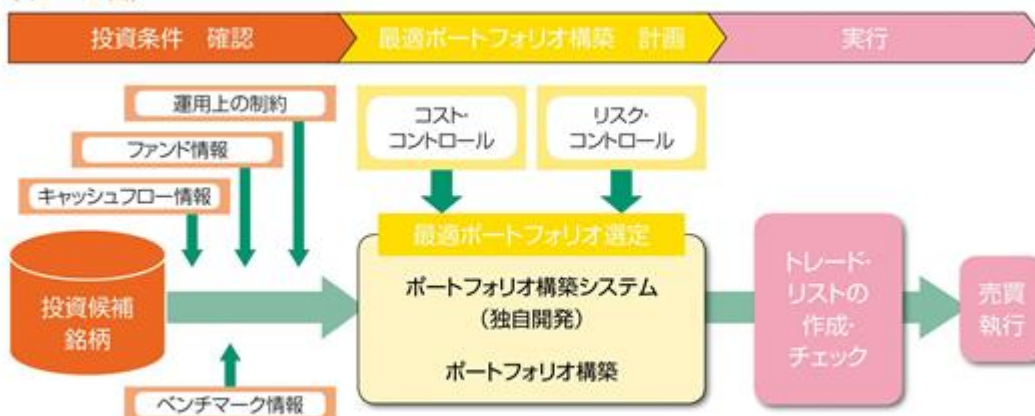 投資条件 確認
最適ポートフォリオ構築 計画
実行
運用上の制約
ファンド情報
キャッシュフロー情報
投資候補
銘柄
ベンチマーク情報
コスト・
コントロール
リスク・
コントロール
最適ポートフォリオ選定
ポートフォリオ構築システム
(独自開発)
ポートフォリオ構築
トレード・
リストの
作成・
チェック
売買
執行